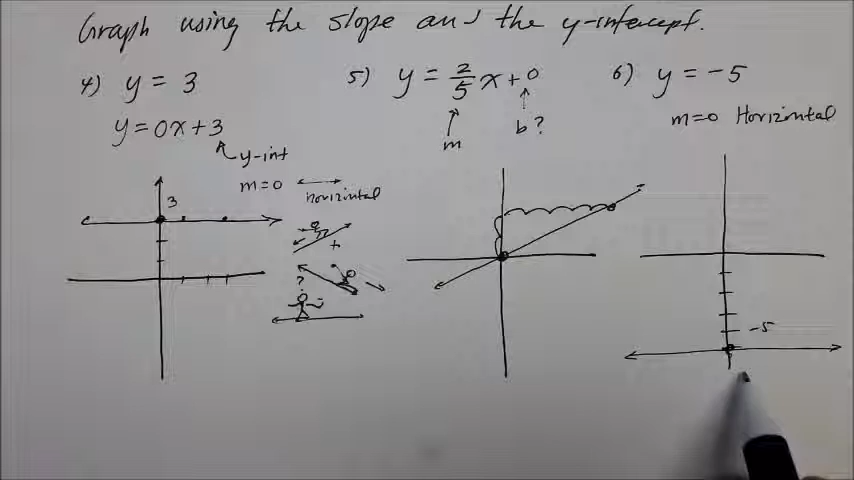 Graph using the slope and the y-intercept.
4) y = 3
y = 0x + 3
y-int
m = 0
horizontal
3
+
?
5) y = 2/5 x + 0
m
b?
6) y = -5
m = 0 Horizontal
-5